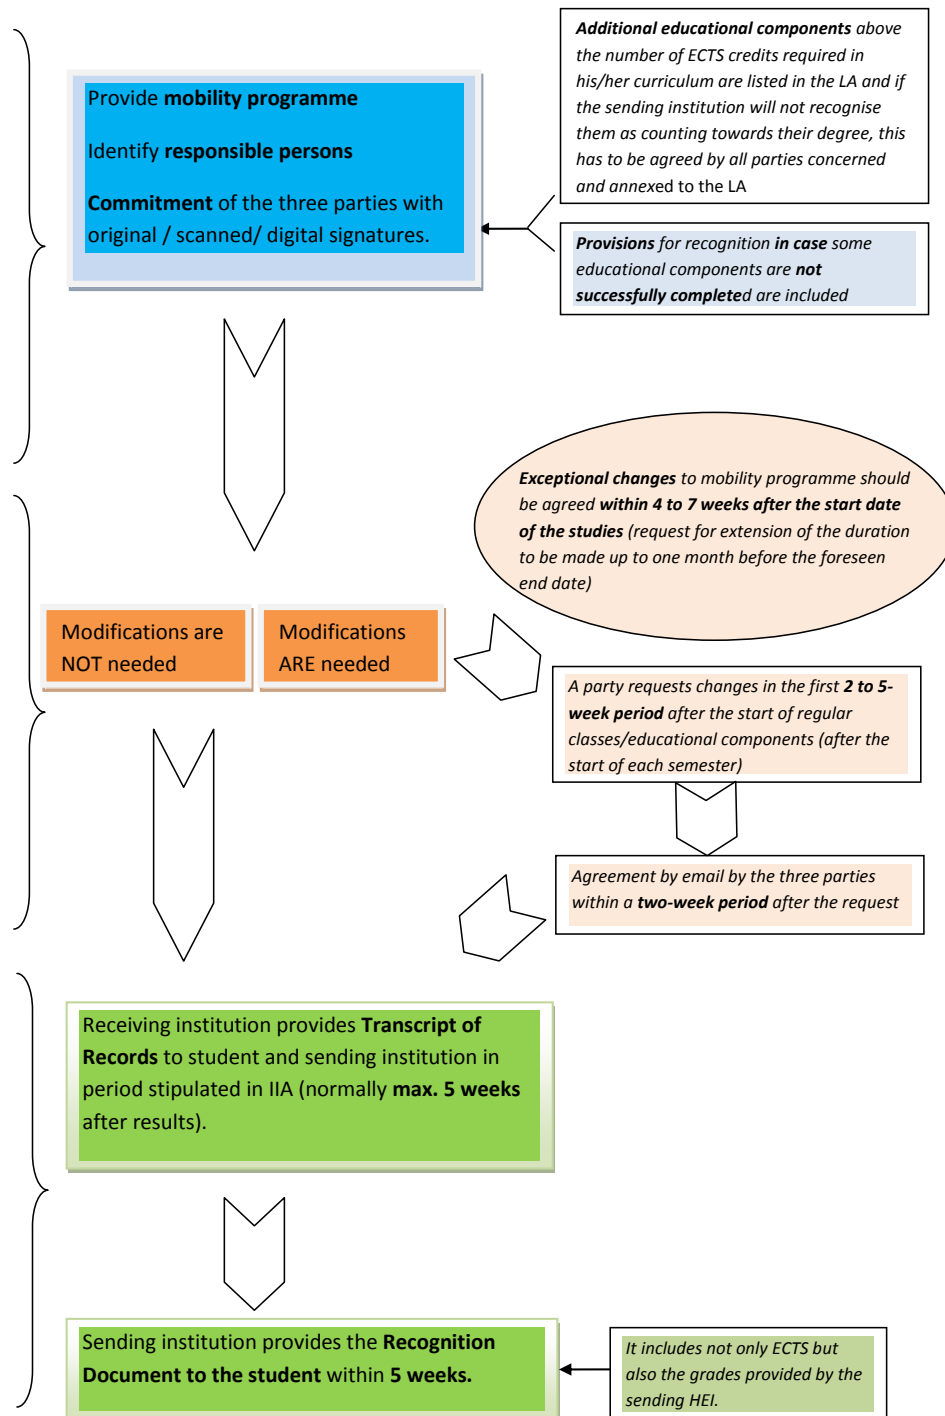 Additional educational components above
the number of ECTS credits required in
his/her curriculum are listed in the LA and if
the sending institution will not recognise
them as counting towards their degree, this
has to be agreed by all parties concerned
and annexed to the LA
Provide mobility programme
Identify responsible persons
Commitment of the three parties with
original / scanned/ digital signatures.
Provisions for recognition in case some
educational components are not
successfully completed are included
Exceptional changes to mobility programme should
be agreed within 4 to 7 weeks after the start date
of the studies (request for extension of the duration
to be made up to one month before the foreseen
end date)
Modifications are
NOT needed
Modifications
ARE needed
A party requests changes in the first 2 to 5-
week period after the start of regular
classes/educational components (after the
start of each semester)
Agreement by email by the three parties
within a two-week period after the request
Receiving institution provides Transcript of
Records to student and sending institution in
period stipulated in IIA (normally max. 5 weeks
after results).
Sending institution provides the Recognition
Document to the student within 5 weeks.
It includes not only ECTS but
also the grades provided by the
sending HEI.